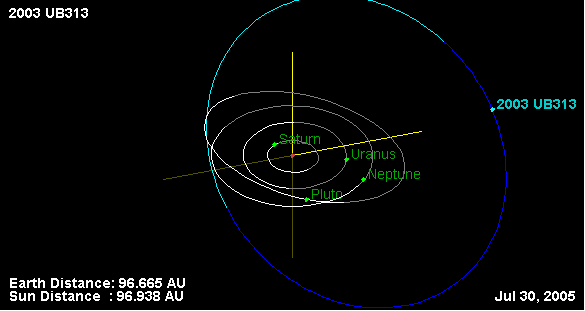 2003 UB313
2003 UB313
Saturn
Uranus
Neptune
Pluto
Earth Distance: 96.665 AU
Sun Distance : 96.938 AU
Jul 30, 2005